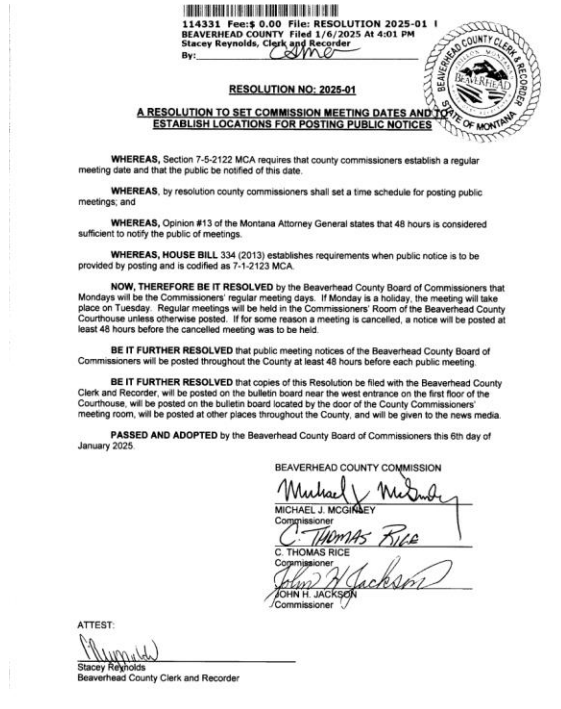 114331 Fee:$ 0.00 File: RESOLUTION 2025-01
BEAVERHEAD COUNTY Filed 1/6/2025 At 4:01 PM
Stacey Reynolds, Clerk and Recorder
By:
BEAVERHEAD COUNTY CLERK & RECORDER
BEAVERHEAD
STATE OF MONTANA
RESOLUTION NO: 2025-01
A RESOLUTION TO SET COMMISSION MEETING DATES AND TO
ESTABLISH LOCATIONS FOR POSTING PUBLIC NOTICES
WHEREAS, Section 7-5-2122 MCA requires that county commissioners establish a regular
meeting date and that the public be notified of this date.
WHEREAS, by resolution county commissioners shall set a time schedule for posting public
meetings; and
WHEREAS, Opinion #13 of the Montana Attorney General states that 48 hours is considered
sufficient to notify the public of meetings.
WHEREAS, HOUSE BILL 334 (2013) establishes requirements when public notice is to be
provided by posting and is codified as 7-1-2123 MCA.
NOW, THEREFORE BE IT RESOLVED by the Beaverhead County Board of Commissioners that
Mondays will be the Commissioners' regular meeting days. If Monday is a holiday, the meeting will take
place on Tuesday. Regular meetings will be held in the Commissioners' Room of the Beaverhead County
Courthouse unless otherwise posted. If for some reason a meeting is cancelled, a notice will be posted at
least 48 hours before the cancelled meeting was to be held.
BE IT FURTHER RESOLVED that public meeting notices of the Beaverhead County Board of
Commissioners will be posted throughout the County at least 48 hours before each public meeting.
BE IT FURTHER RESOLVED that copies of this Resolution be filed with the Beaverhead County
Clerk and Recorder, will be posted on the bulletin board near the west entrance on the first floor of the
Courthouse, will be posted on the bulletin board located by the door of the County Commissioners'
meeting room, will be posted at other places throughout the County, and will be given to the news media.
PASSED AND ADOPTED by the Beaverhead County Board of Commissioners this 6th day of
January 2025.
BEAVERHEAD COUNTY COMMISSION
Michael J McGinley
MICHAEL J. MCGINLEY
Commissioner
C. THOMAS RICE
C. THOMAS RICE
Commissioner
John H Jackson
JOHN H. JACKSON
Commissioner
ATTEST:
Stacey Reynolds
Beaverhead County Clerk and Recorder